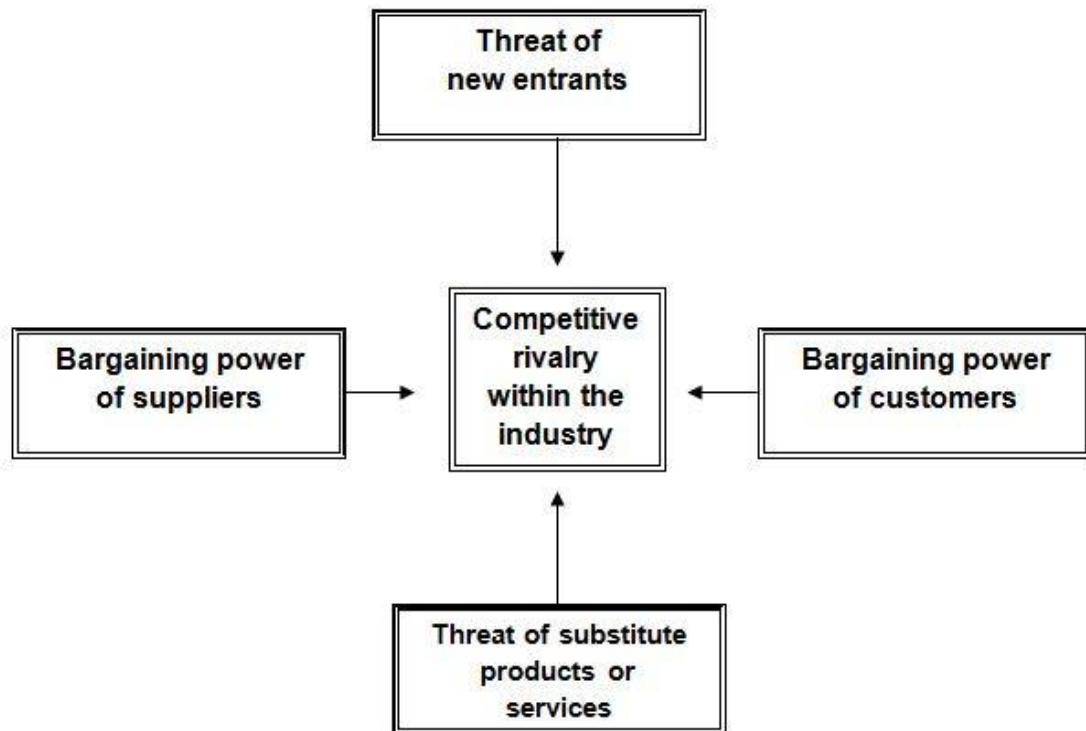 Threat of
new entrants
Bargaining power
of suppliers
Competitive
rivalry
within the
industry
Bargaining power
of customers
Threat of substitute
products or
services